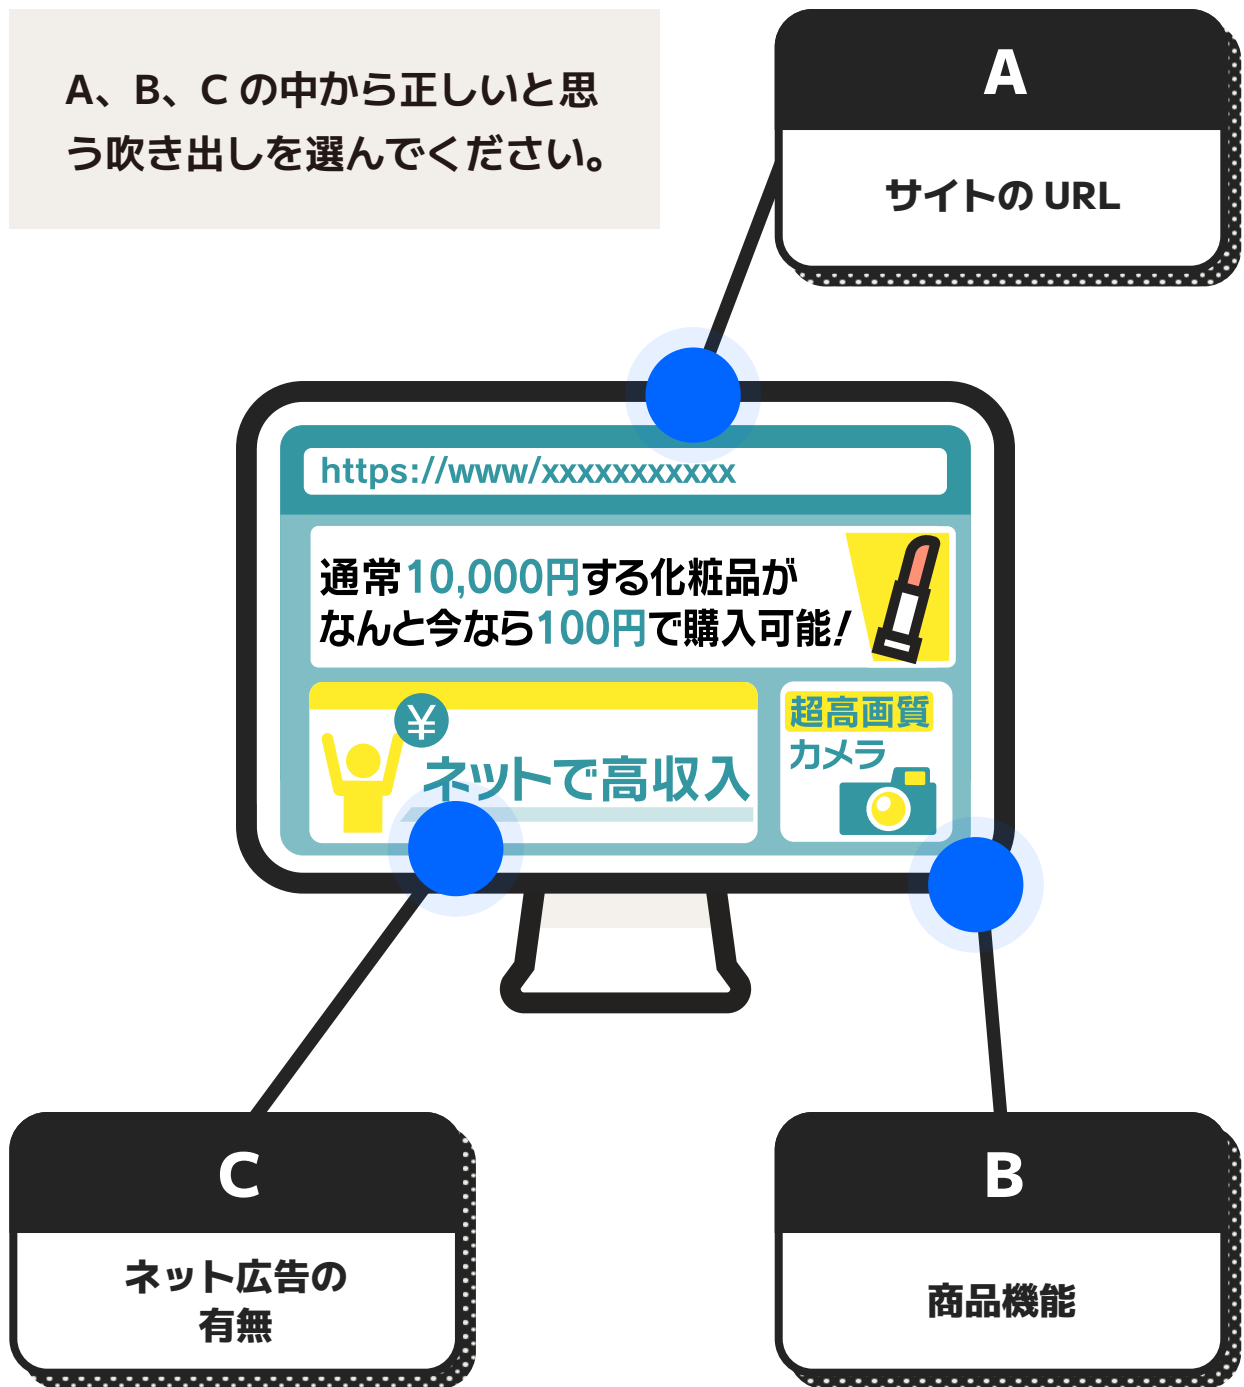 A、B、Cの中から正しいと思
う吹き出しを選んでください。
A
サイトのURL
https://www/xxxxxxxxxxx
通常10,000円する化粧品が
なんと今なら100円で購入可能!
¥
ネットで高収入
超高画質
カメラ
C
ネット広告の
有無
B
商品機能